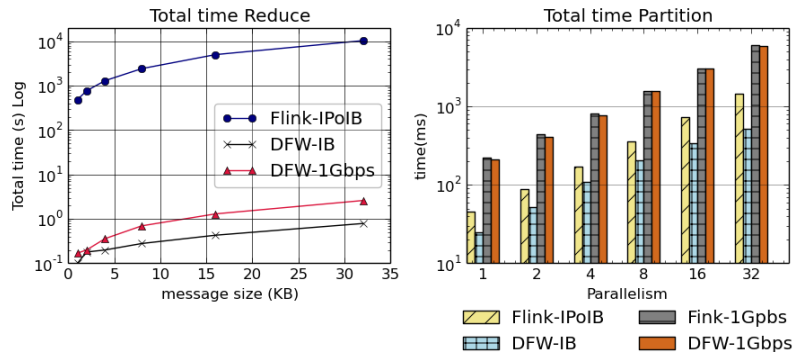 Total time Reduce
Total time (s) Log
10^4
10^3
10^2
10^1
10^0
10^-1
Flink-IPoIB
DFW-IB
DFW-1Gbps
0 5 10 15 20 25 30 35
message size (KB)
Total time Partition
time(ms)
10^3
10^2
10^1
1 2 4 8 16 32
Parallelism
Flink-IPoIB
DFW-IB
Fink-1Gpbs
DFW-1Gbps